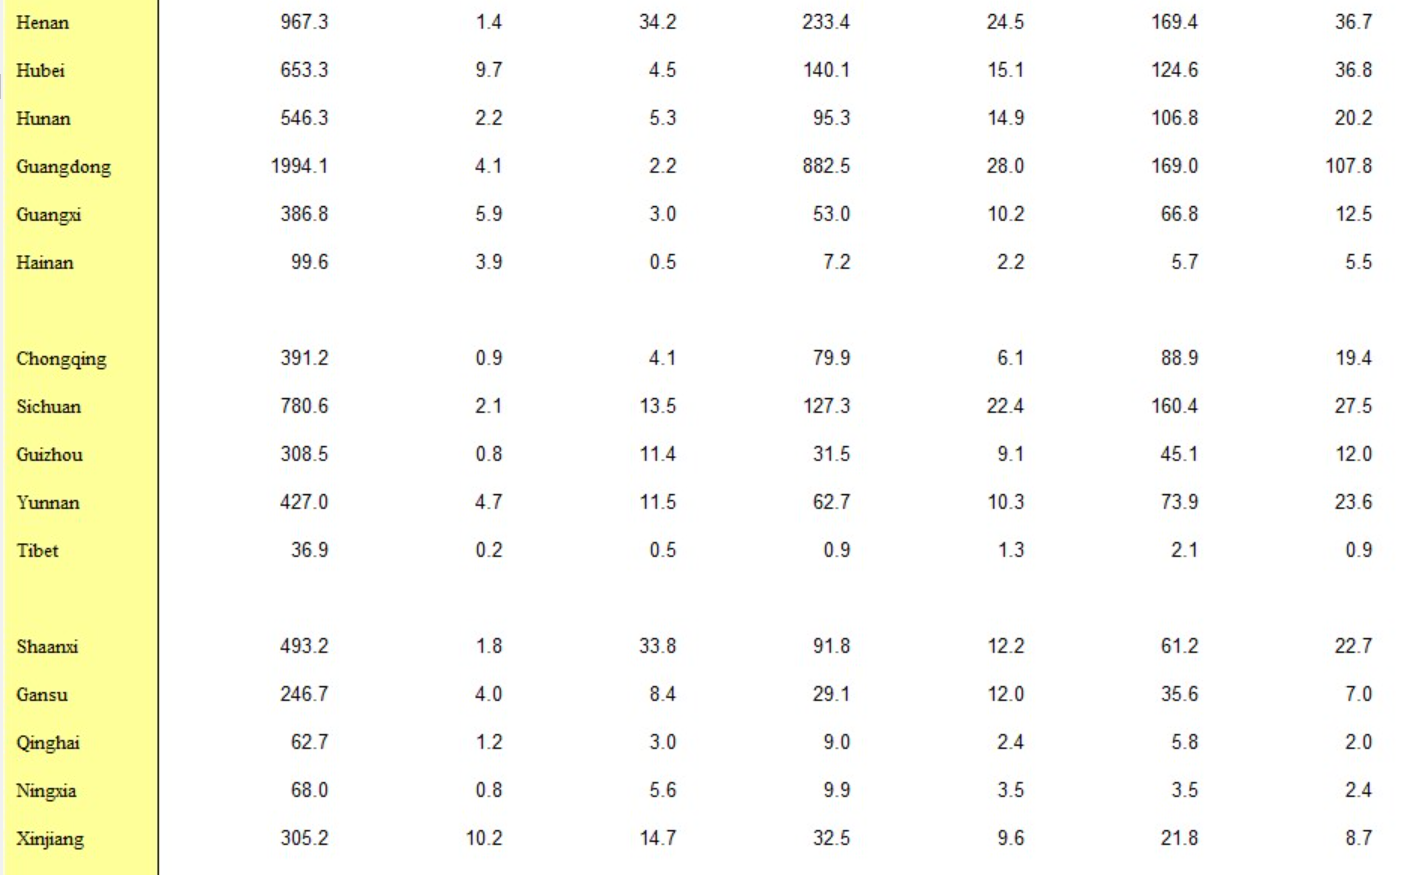 Henan 967.3 1.4 34.2 233.4 24.5 169.4 36.7
Hubei 653.3 9.7 4.5 140.1 15.1 124.6 36.8
Hunan 546.3 2.2 5.3 95.3 14.9 106.8 20.2
Guangdong 1994.1 4.1 2.2 882.5 28.0 169.0 107.8
Guangxi 386.8 5.9 3.0 53.0 10.2 66.8 12.5
Hainan 99.6 3.9 0.5 7.2 2.2 5.7 5.5
Chongqing 391.2 0.9 4.1 79.9 6.1 88.9 19.4
Sichuan 780.6 2.1 13.5 127.3 22.4 160.4 27.5
Guizhou 308.5 0.8 11.4 31.5 9.1 45.1 12.0
Yunnan 427.0 4.7 11.5 62.7 10.3 73.9 23.6
Tibet 36.9 0.2 0.5 0.9 1.3 2.1 0.9
Shaanxi 493.2 1.8 33.8 91.8 12.2 61.2 22.7
Gansu 246.7 4.0 8.4 29.1 12.0 35.6 7.0
Qinghai 62.7 1.2 3.0 9.0 2.4 5.8 2.0
Ningxia 68.0 0.8 5.6 9.9 3.5 3.5 2.4
Xinjiang 305.2 10.2 14.7 32.5 9.6 21.8 8.7